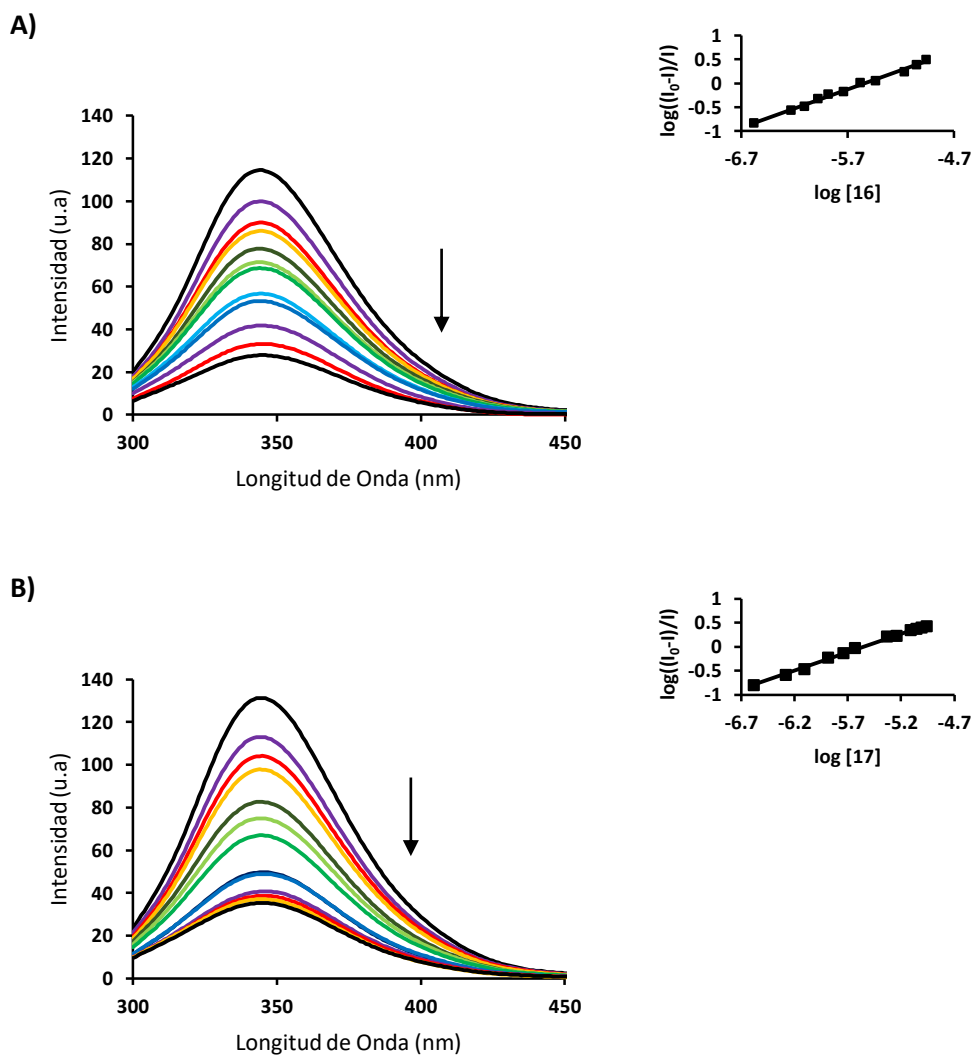 A)
140
120
100
80
60
40
20
0
300 350 400 450
Intensidad (u.a)
Longitud de Onda (nm)
1
0.5
0
-0.5
-1
-6.7 -5.7 -4.7
log((I₀-I)/I)
log [16]
B)
140
120
100
80
60
40
20
0
300 350 400 450
Intensidad (u.a)
Longitud de Onda (nm)
1
0.5
0
-0.5
-1
-6.7 -6.2 -5.7 -5.2 -4.7
log((I₀-I)/I)
log [17]